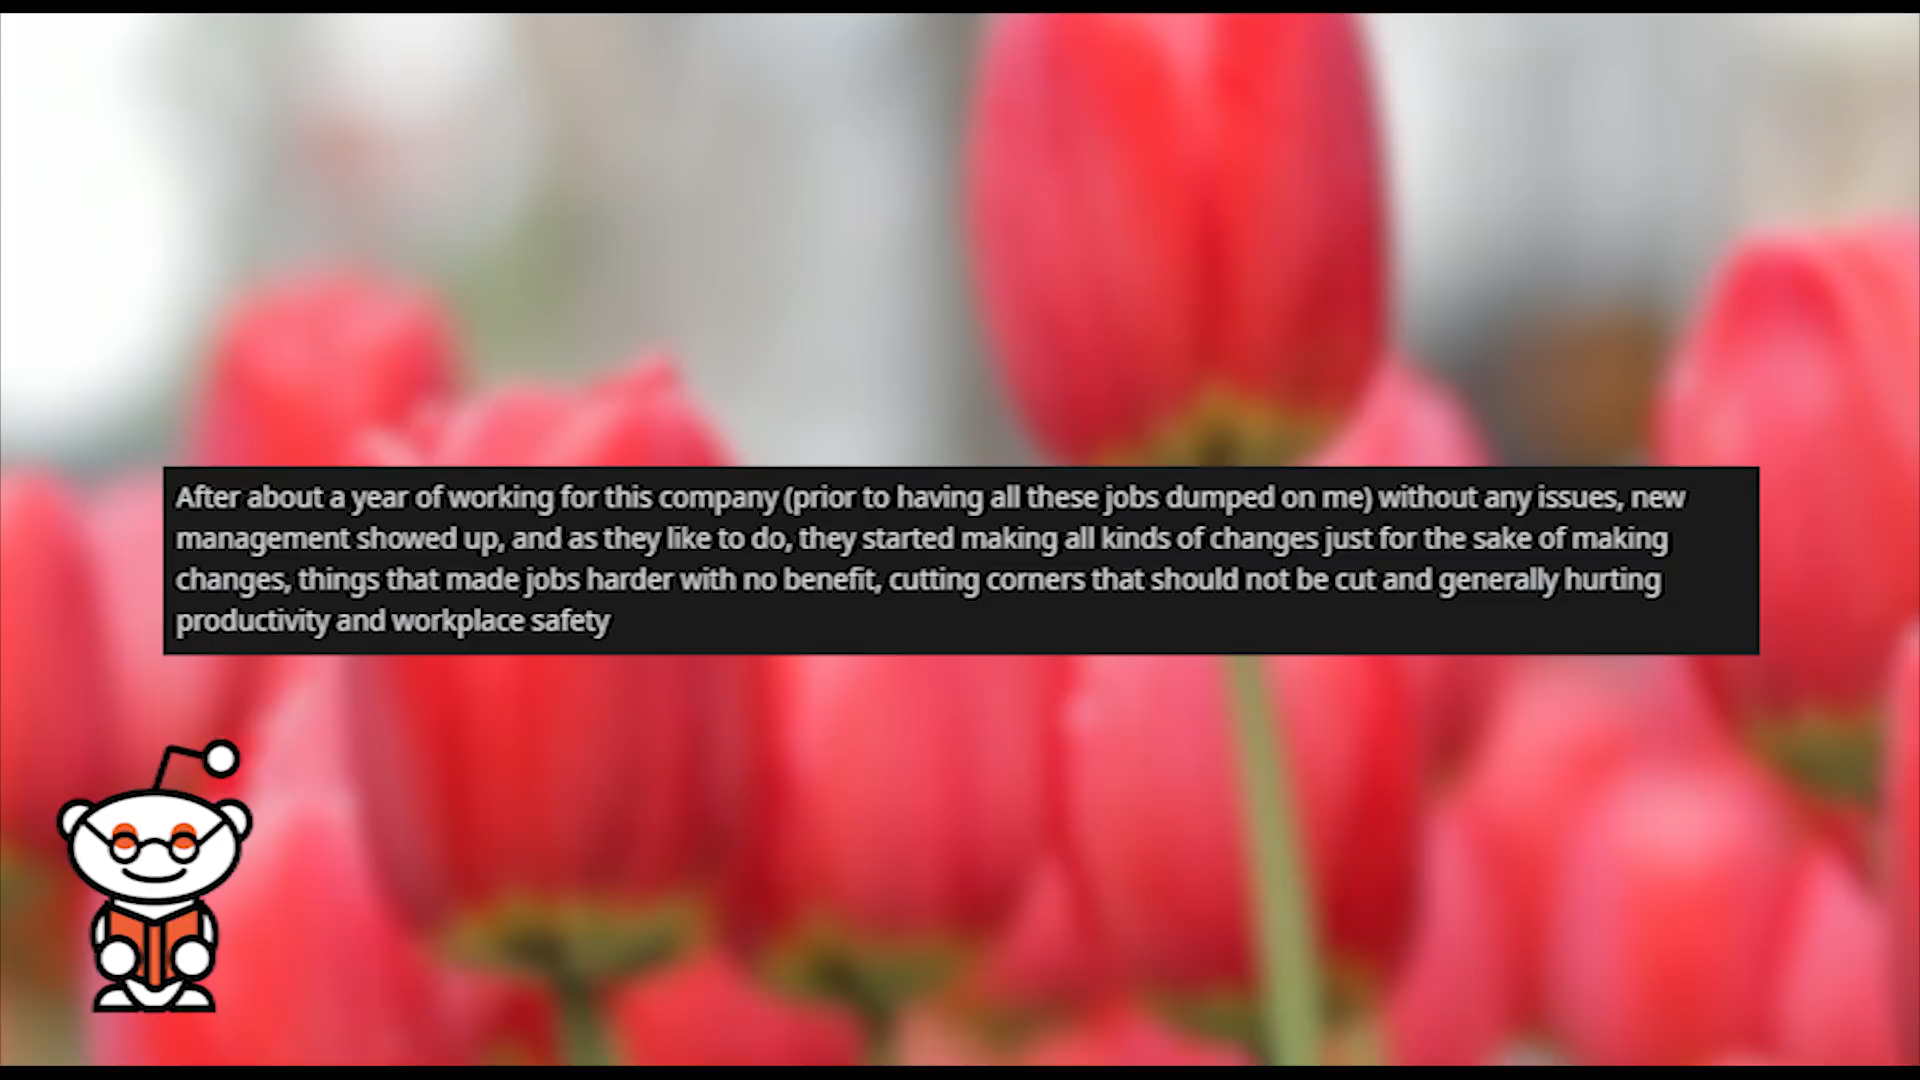 After about a year of working for this company (prior to having all these jobs dumped on me) without any issues, new
management showed up, and as they like to do, they started making all kinds of changes just for the sake of making
changes, things that made jobs harder with no benefit, cutting corners that should not be cut and generally hurting
productivity and workplace safety